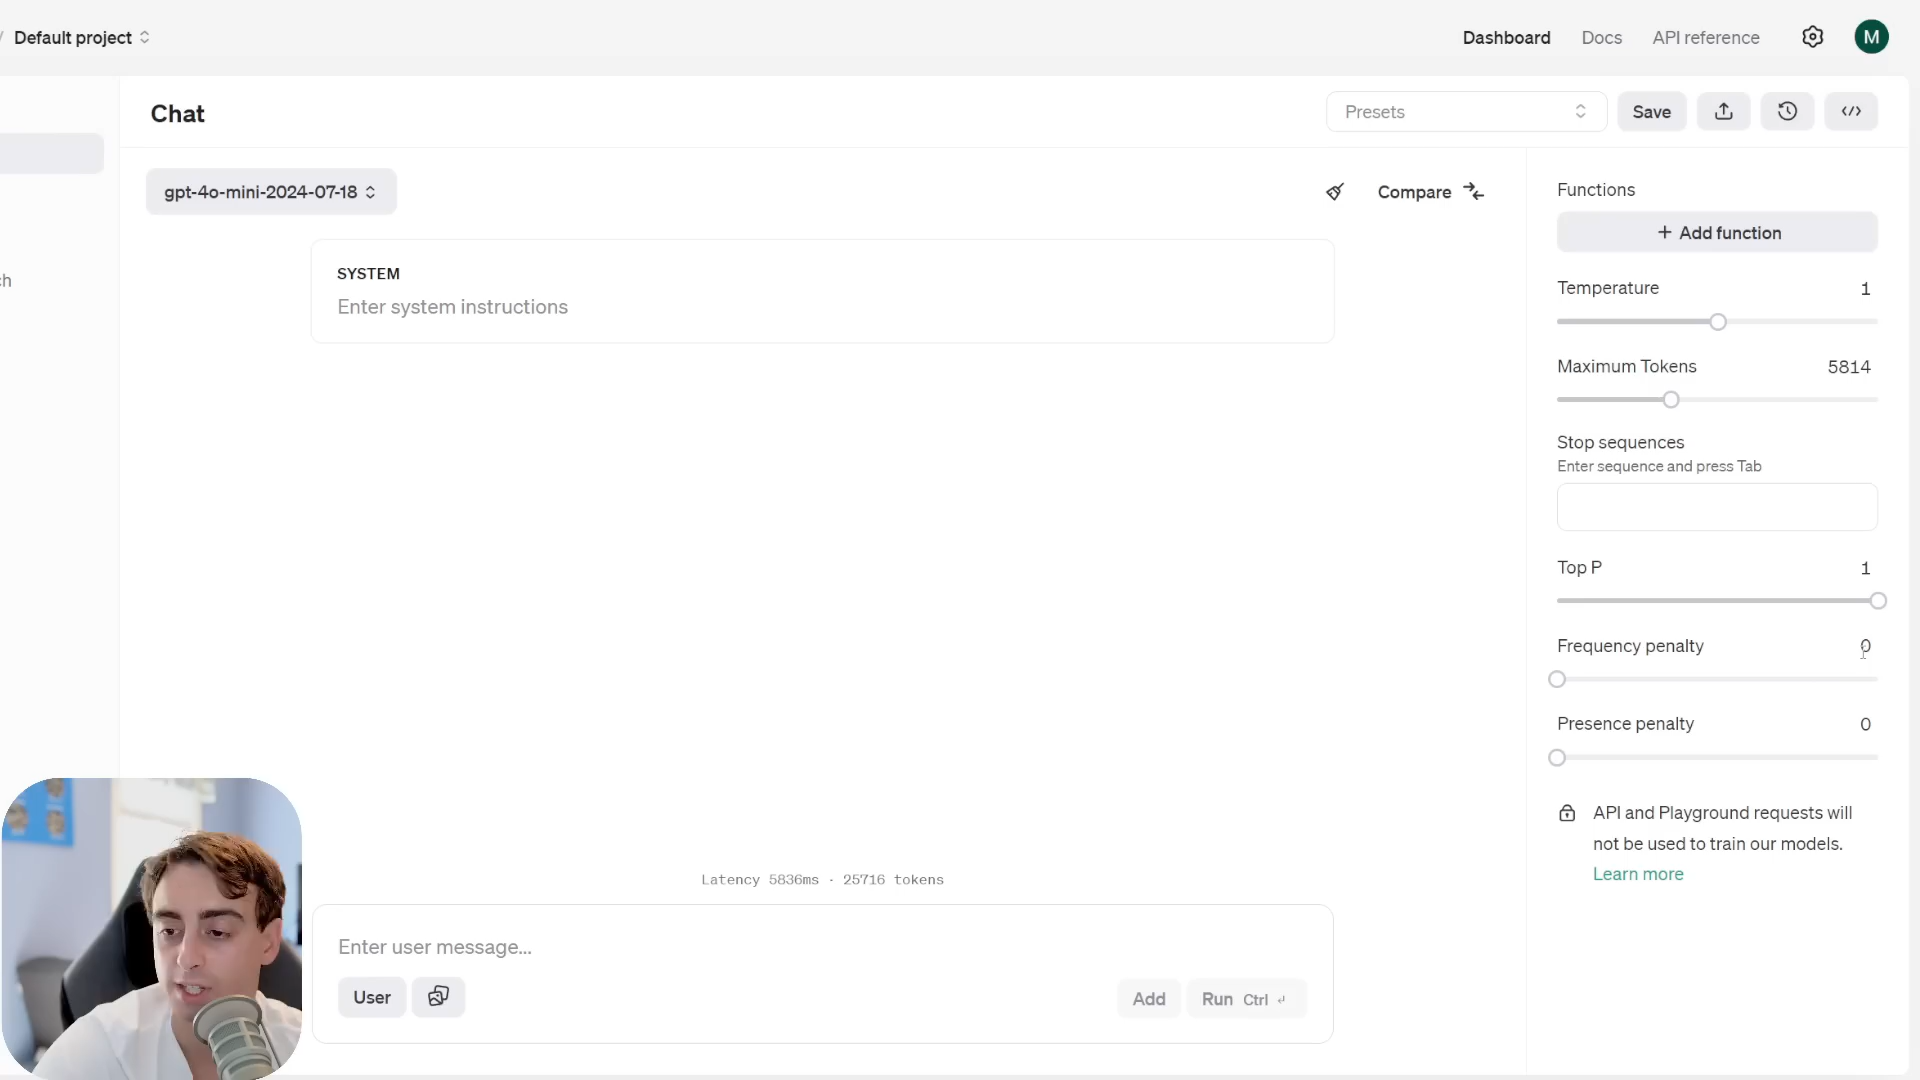 / Default project
Dashboard
Docs
API reference
M
Chat
Presets
Save
gpt-4o-mini-2024-07-18
Compare
SYSTEM
Enter system instructions
ch
Functions
+ Add function
Temperature 1
Maximum Tokens 5814
Stop sequences
Enter sequence and press Tab
Top P 1
Frequency penalty 0
Presence penalty 0
API and Playground requests will
not be used to train our models.
Learn more
Latency 5836ms · 25716 tokens
Enter user message...
User
Add
Run Ctrl ↵